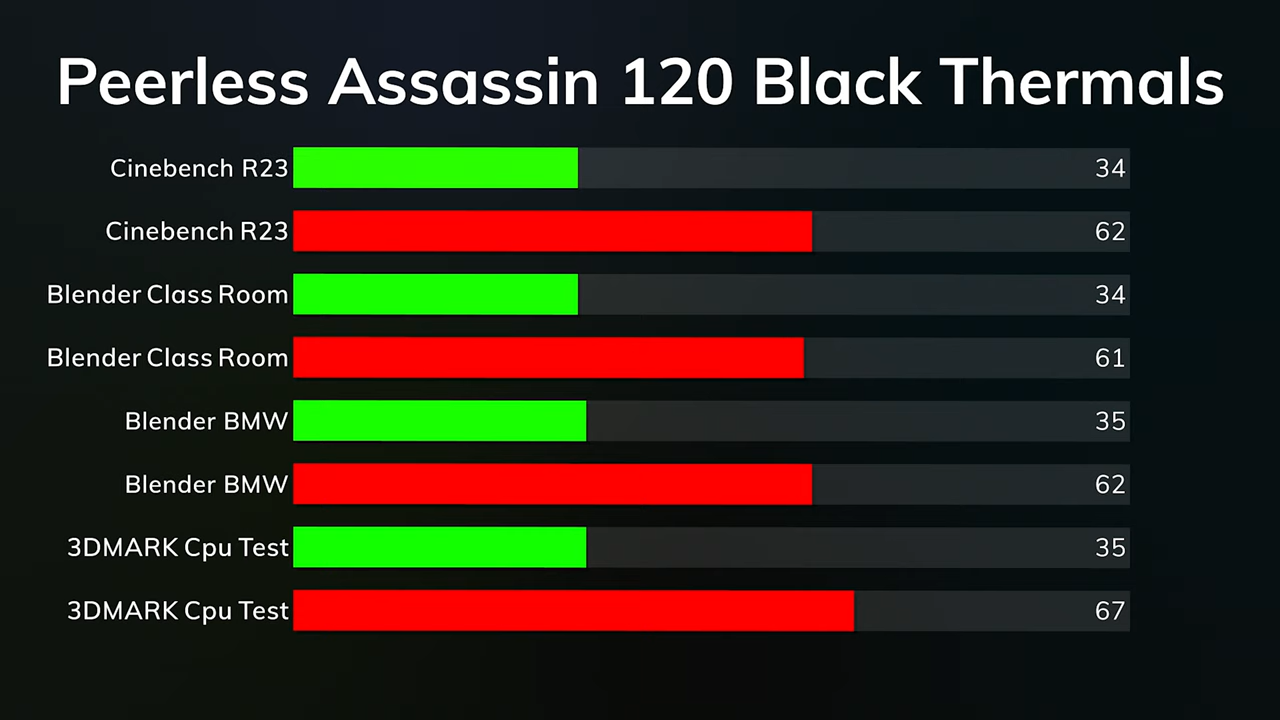 Peerless Assassin 120 Black Thermals
Cinebench R23 34
Cinebench R23 62
Blender Class Room 34
Blender Class Room 61
Blender BMW 35
Blender BMW 62
3DMARK Cpu Test 35
3DMARK Cpu Test 67